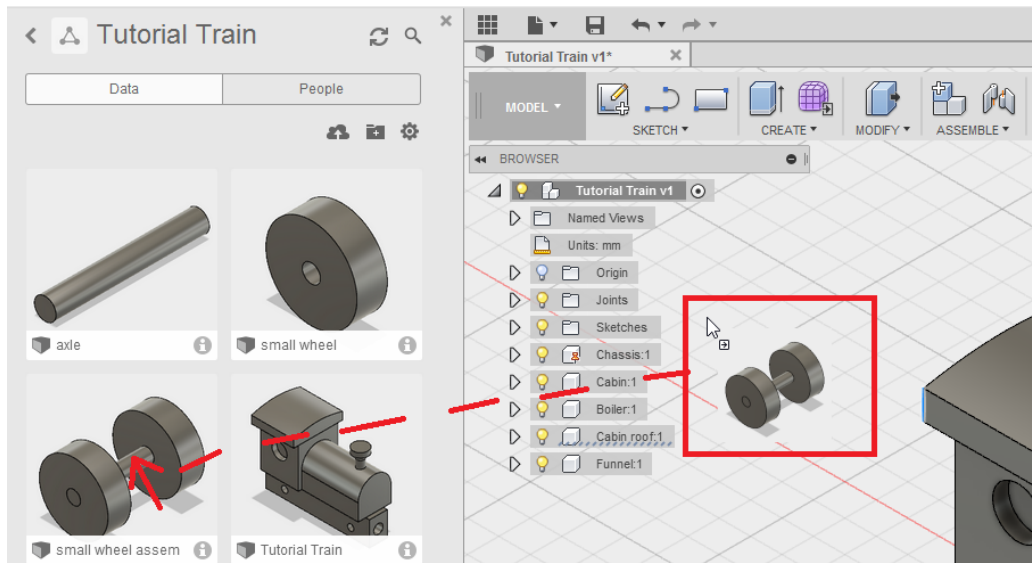 Tutorial Train
Data
People
axle
small wheel
small wheel assem
Tutorial Train
Tutorial Train v1*
MODEL
SKETCH
CREATE
MODIFY
ASSEMBLE
BROWSER
Tutorial Train v1
Named Views
Units: mm
Origin
Joints
Sketches
Chassis:1
Cabin:1
Boiler:1
Cabin roof:1
Funnel:1